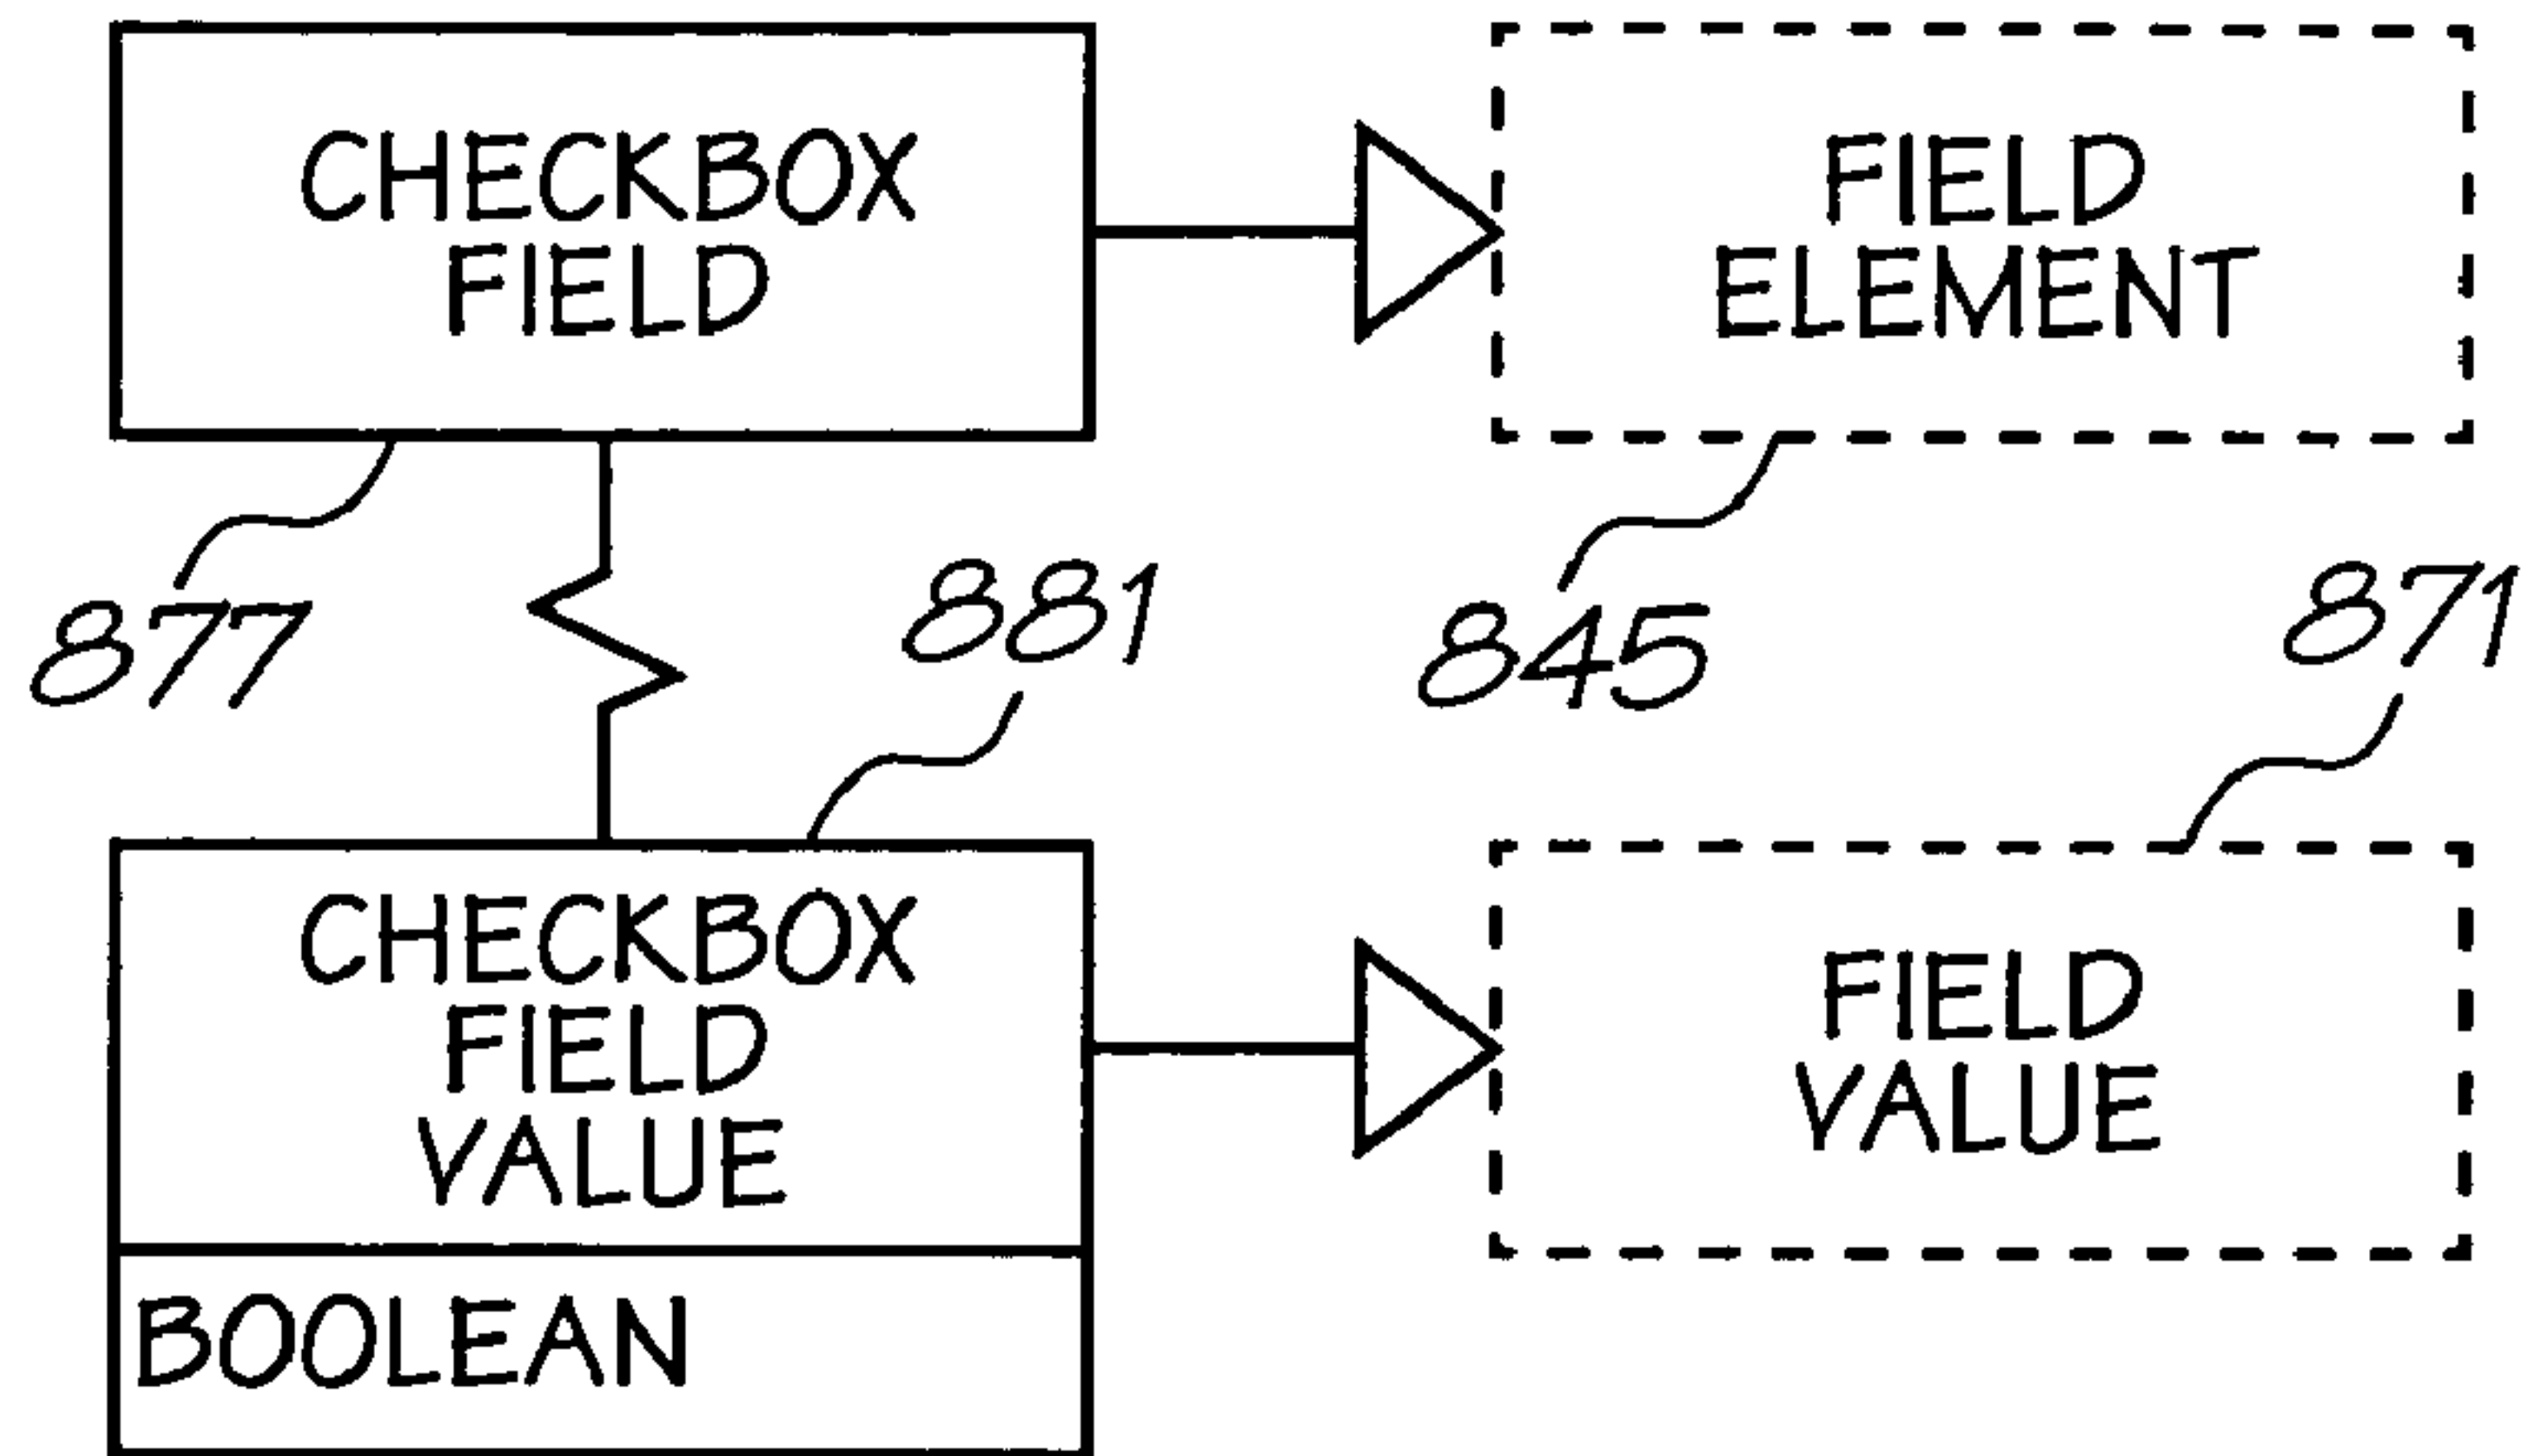 CHECKBOX
FIELD
FIELD
ELEMENT
877
881
845
871
CHECKBOX
FIELD
VALUE
FIELD
VALUE
BOOLEAN